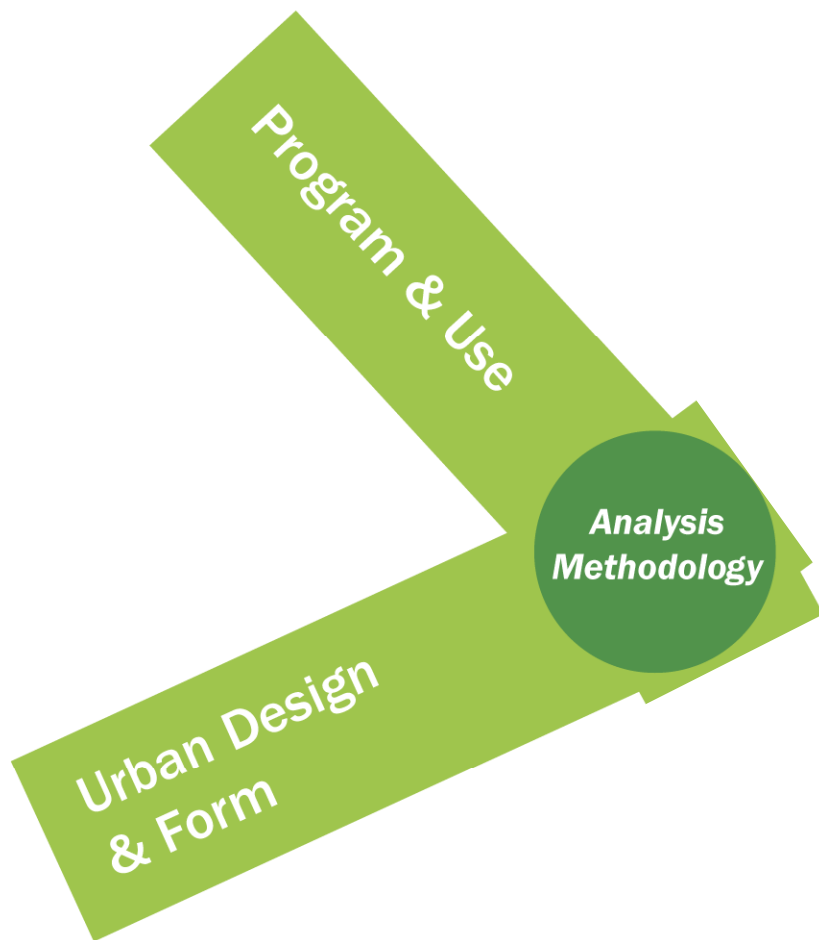 Program & Use
Analysis
Methodology
Urban Design
& Form